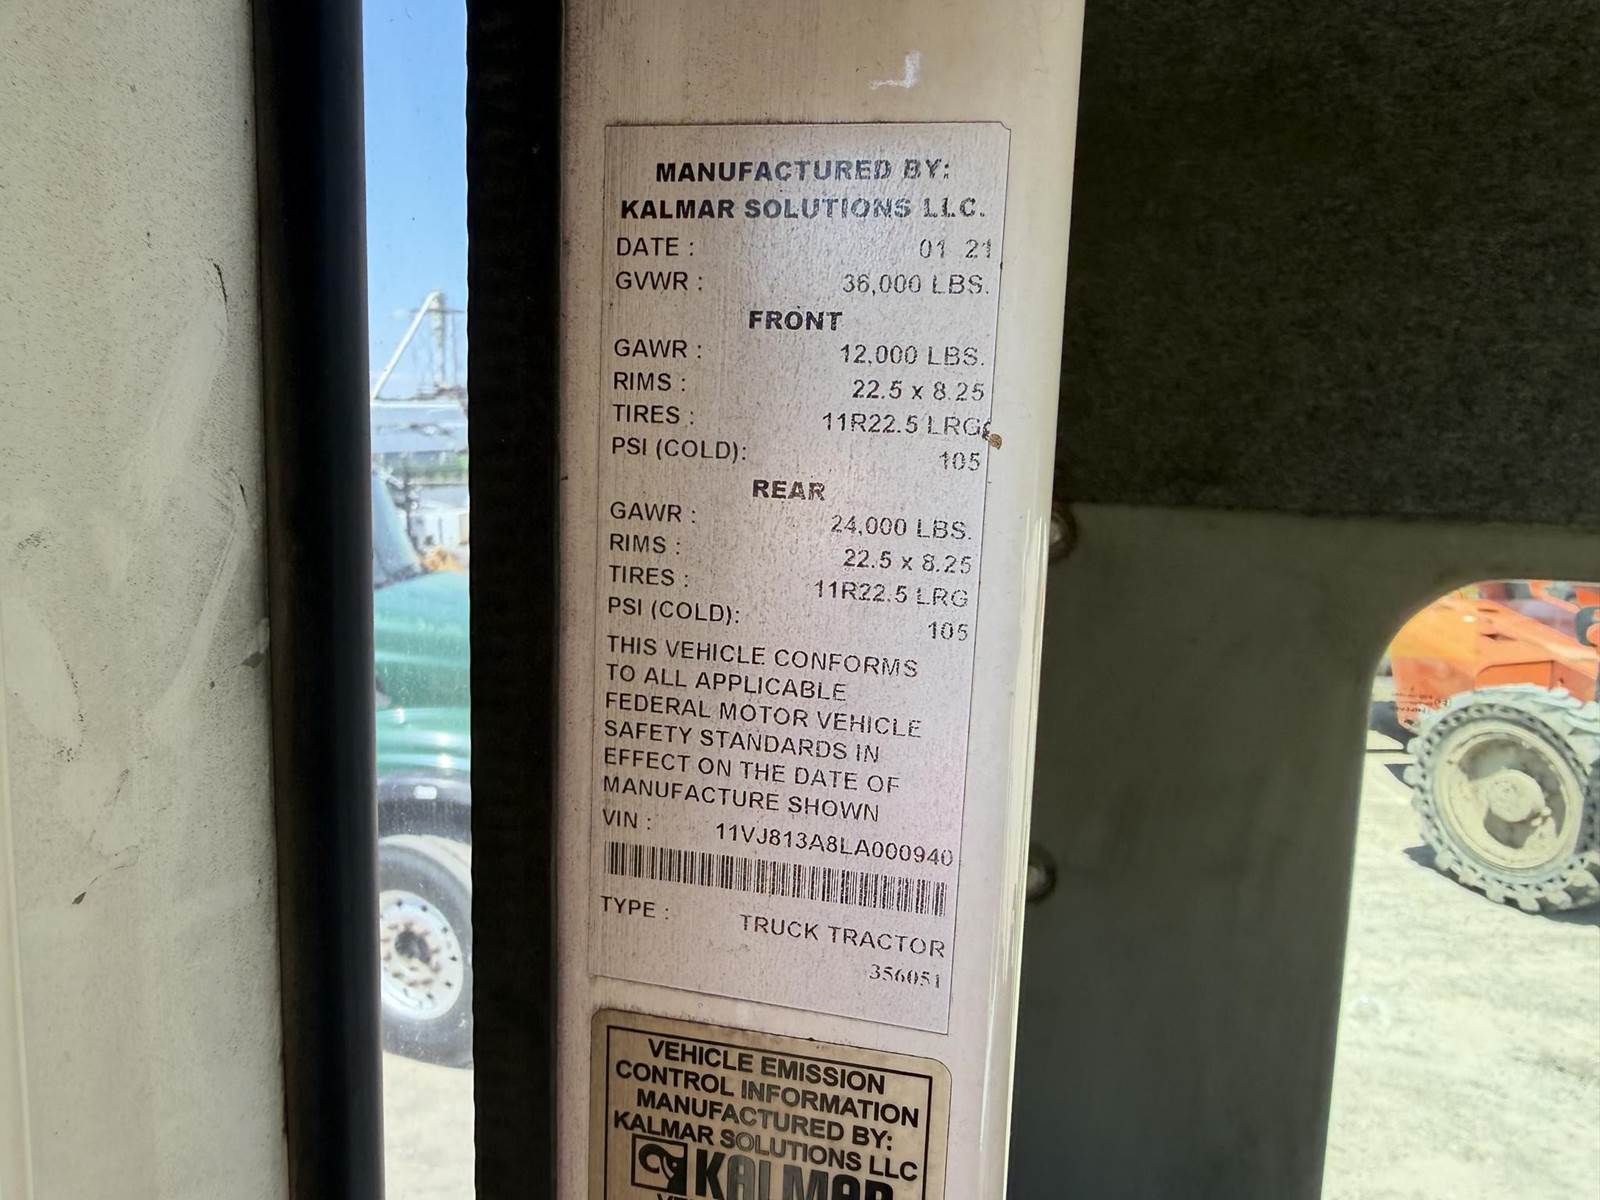 MANUFACTURED BY:
KALMAR SOLUTIONS LLC.
DATE : 01 21
GVWR : 36,000 LBS.
FRONT
GAWR : 12,000 LBS.
RIMS : 22.5 x 8.25
TIRES : 11R22.5 LRG
PSI (COLD): 105
REAR
GAWR : 24,000 LBS.
RIMS : 22.5 x 8.25
TIRES : 11R22.5 LRG
PSI (COLD): 105
THIS VEHICLE CONFORMS
TO ALL APPLICABLE
FEDERAL MOTOR VEHICLE
SAFETY STANDARDS IN
EFFECT ON THE DATE OF
MANUFACTURE SHOWN
VIN : 11VJ813A8LA000940
TYPE : TRUCK TRACTOR
356051
VEHICLE EMISSION
CONTROL INFORMATION
MANUFACTURED BY:
KALMAR SOLUTIONS LLC
KALMAR